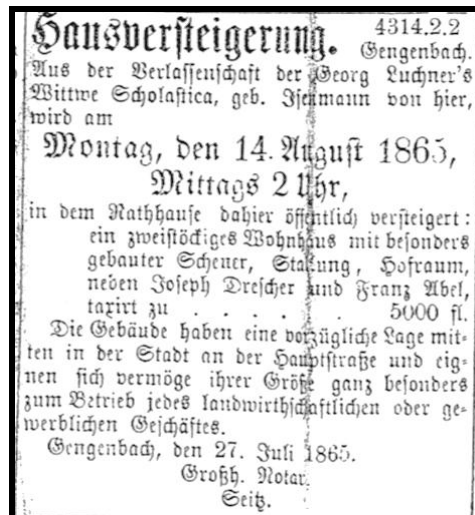 Hausversteigerung.
4314.2.2
Gengenbach.
Aus der Verlassenschaft der Georg Luchner's
Wittwe Scholastica, geb. Isenmann von hier,
wird am
Montag, den 14. August 1865,
Mittags 2 Uhr,
in dem Rathhause dahier öffentlich versteigert:
ein zweistöckiges Wohnhaus mit besonders
gebauter Scheuer, Stallung, Hofraum,
neben Joseph Drescher und Franz Abel,
taxirt zu . . . . . 5000 fl.
Die Gebäude haben eine vorzügliche Lage mit-
ten in der Stadt an der Hauptstraße und eig-
nen sich vermöge ihrer Größe ganz besonders
zum Betrieb jedes landwirthschaftlichen oder ge-
werblichen Geschäftes.
Gengenbach, den 27. Juli 1865.
Großh. Notar.
Seitz.